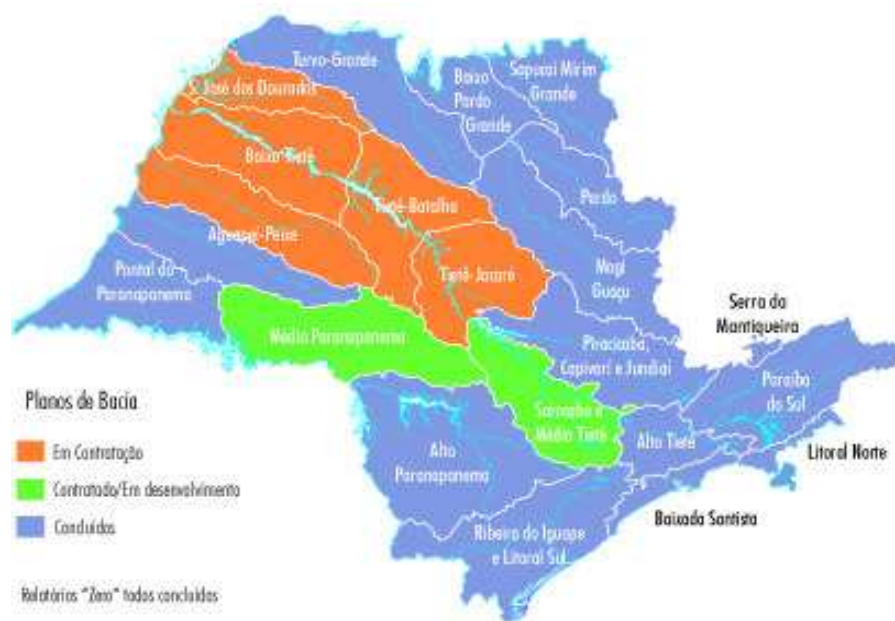 Turvo-Grande
S. José dos Dourados
Baixo
Pardo
Grande
Sapucaí Mirim
Grande
Baixo Tietê
Pardo
Tietê-Batalha
Aguapeí-Peixe
Tietê-Jacaré
Mogi
Guaçu
Pontal do
Paranapanema
Serra da
Mantiqueira
Médio Paranapanema
Piracicaba,
Capivari e Jundiaí
Paraíba
do Sol
Planos de Bacia
Sorocaba e
Médio Tietê
Alto Tietê
Litoral Norte
Em Contratação
Alto
Paranapanema
Contratado/Em desenvolvimento
Baixada Santista
Concluídos
Ribeira do Iguape
e Litoral Sul
Relatórios "Zero" todos concluídos